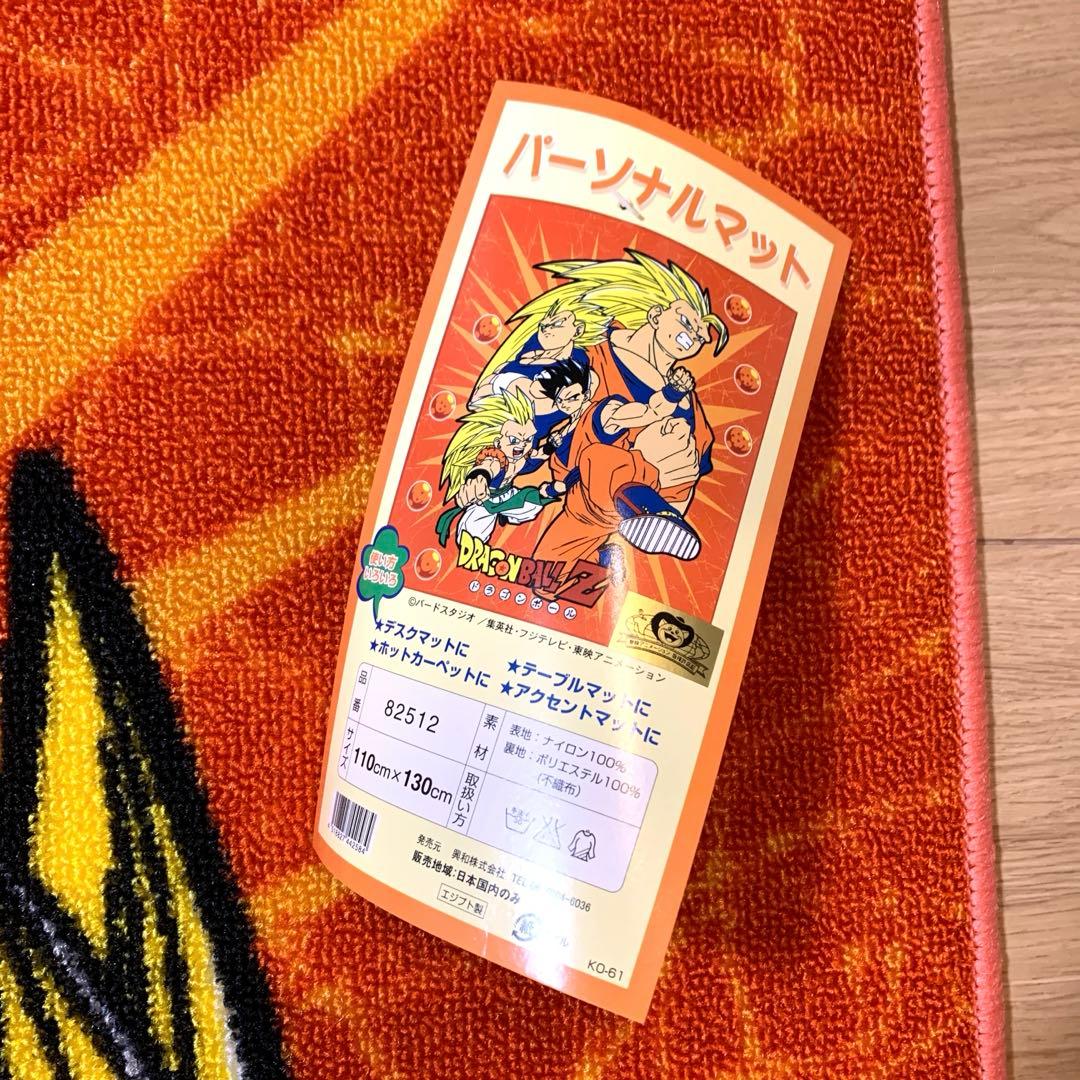 パーソナルマット
DRAGON BALL Z
ドラゴンボール
使い方
いろいろ
©バードスタジオ／集英社・フジテレビ・東映アニメーション
★デスクマットに
★テーブルマットに
★ホットカーペットに
★アクセントマットに
品番
82512
素材
表地：ナイロン100%
裏地：ポリエステル100%
(不織布)
サイズ
110cm×130cm
取扱い方
発売元 興和株式会社 TEL
6036
販売地域：日本国内のみ
エジプト製
紙
KO-61